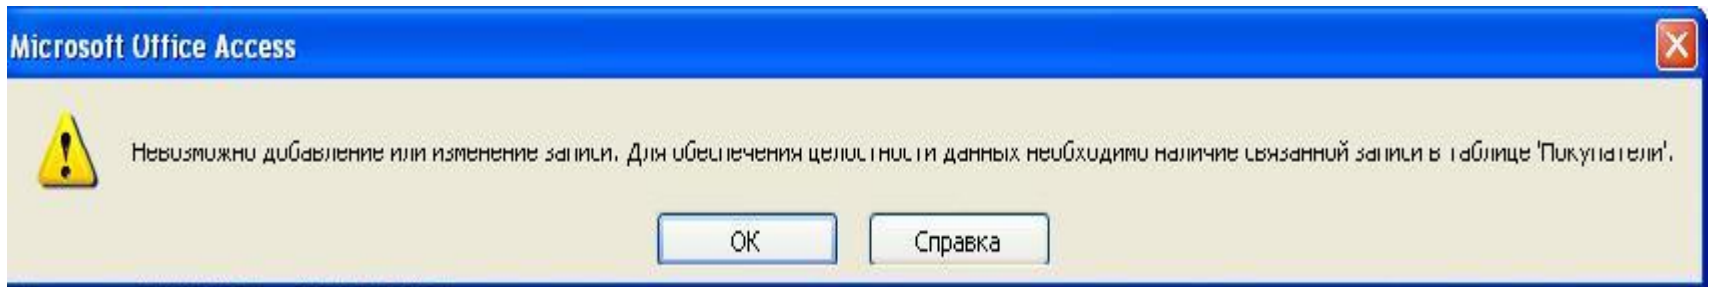 Microsoft Office Access
Невозможно добавление или изменение записи. Для обеспечения целостности данных необходимо наличие связанной записи в таблице 'Покупатели'.
ОК
Справка